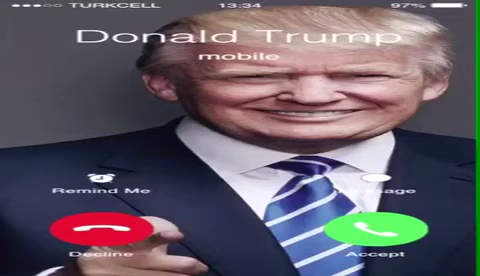 TURKCELL 13:34 97%
Donald Trump
mobile
Remind Me
Decline
Accept